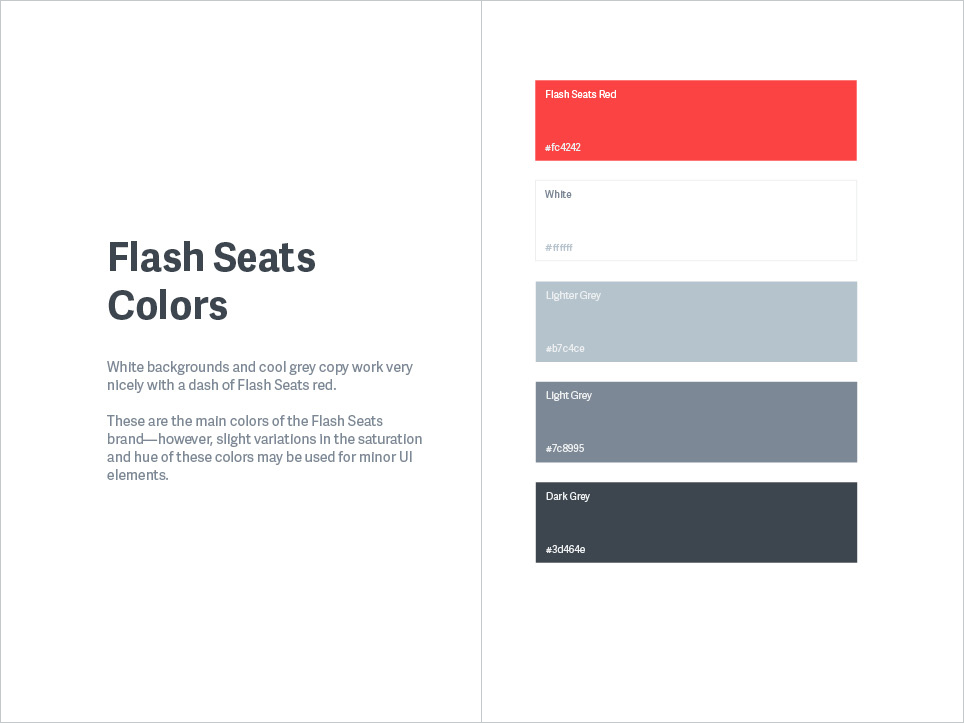 Flash Seats
Colors
White backgrounds and cool grey copy work very
nicely with a dash of Flash Seats red.
These are the main colors of the Flash Seats
brand—however, slight variations in the saturation
and hue of these colors may be used for minor UI
elements.
Flash Seats Red
#fc4242
White
#ffffff
Lighter Grey
#b7c4ce
Light Grey
#7c8995
Dark Grey
#3d464e